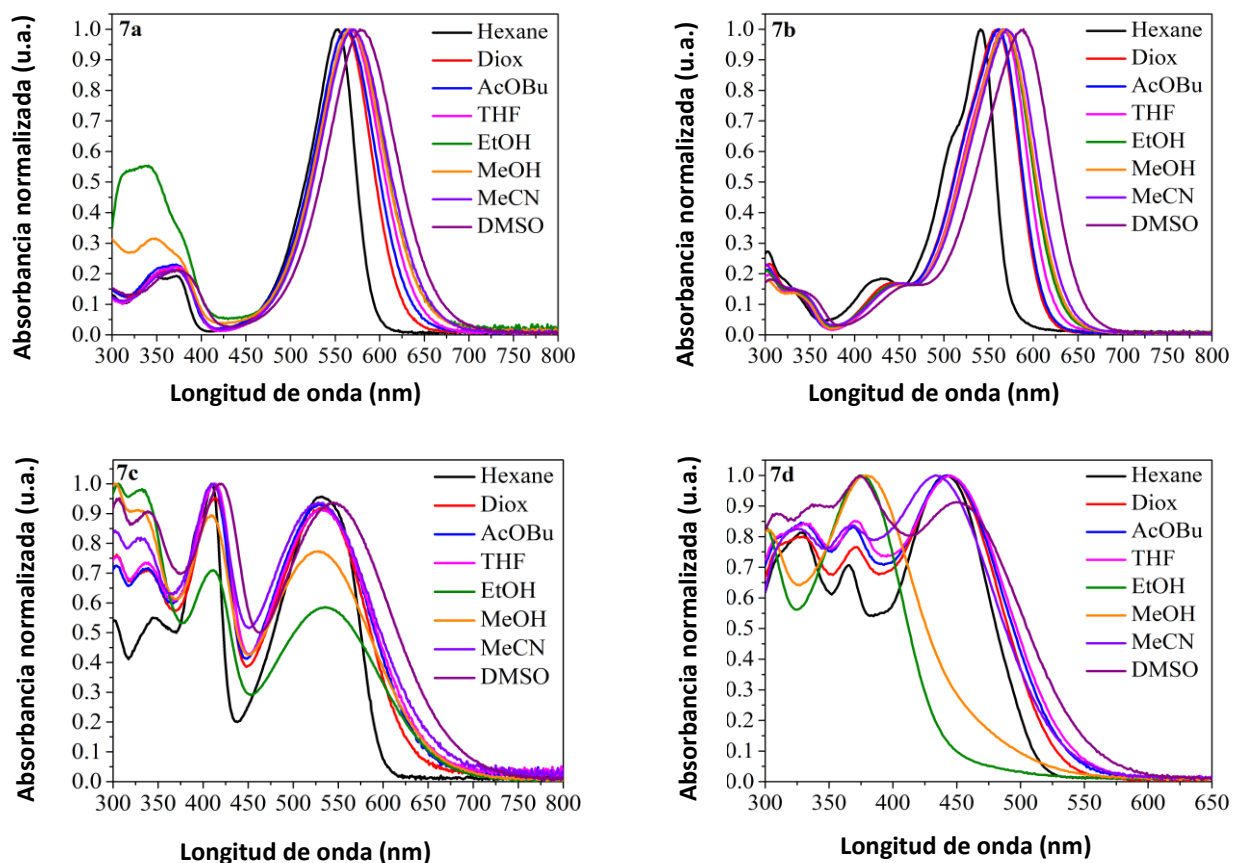 7a
Hexane
Diox
AcOBu
THF
EtOH
MeOH
MeCN
DMSO
Absorbancia normalizada (u.a.)
1.0
0.9
0.8
0.7
0.6
0.5
0.4
0.3
0.2
0.1
0.0
300 350 400 450 500 550 600 650 700 750 800
Longitud de onda (nm)
7b
Hexane
Diox
AcOBu
THF
EtOH
MeOH
MeCN
DMSO
Absorbancia normalizada (u.a.)
1.0
0.9
0.8
0.7
0.6
0.5
0.4
0.3
0.2
0.1
0.0
300 350 400 450 500 550 600 650 700 750 800
Longitud de onda (nm)
7c
Hexane
Diox
AcOBu
THF
EtOH
MeOH
MeCN
DMSO
Absorbancia normalizada (u.a.)
1.0
0.9
0.8
0.7
0.6
0.5
0.4
0.3
0.2
0.1
0.0
300 350 400 450 500 550 600 650 700 750 800
Longitud de onda (nm)
7d
Hexane
Diox
AcOBu
THF
EtOH
MeOH
MeCN
DMSO
Absorbancia normalizada (u.a.)
1.0
0.9
0.8
0.7
0.6
0.5
0.4
0.3
0.2
0.1
0.0
300 350 400 450 500 550 600 650
Longitud de onda (nm)